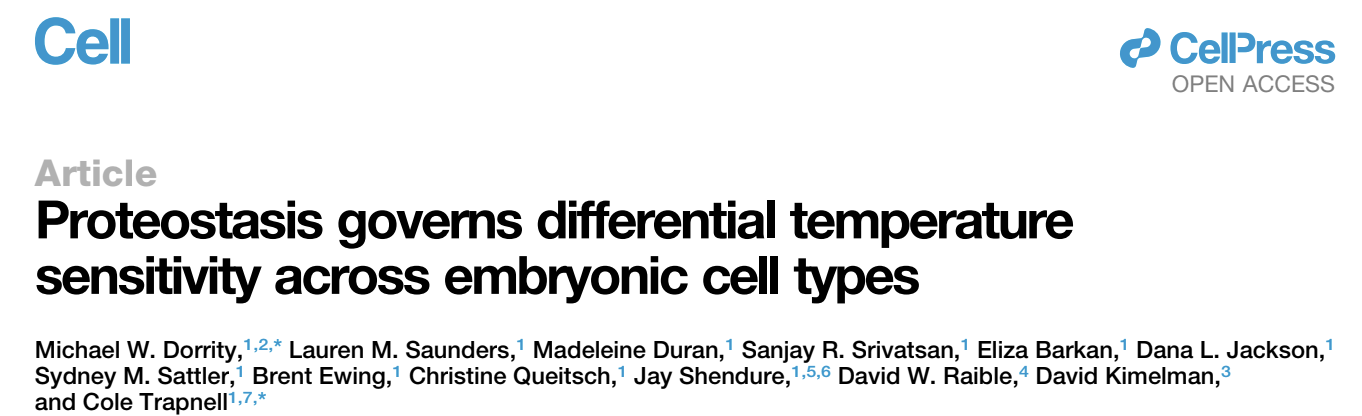 Cell
CellPress
OPEN ACCESS
Article
Proteostasis governs differential temperature
sensitivity across embryonic cell types
Michael W. Dorrity,1,2,* Lauren M. Saunders,1 Madeleine Duran,1 Sanjay R. Srivatsan,1 Eliza Barkan,1 Dana L. Jackson,1
Sydney M. Sattler,1 Brent Ewing,1 Christine Queitsch,1 Jay Shendure,1,5,6 David W. Raible,4 David Kimelman,3
and Cole Trapnell1,7,*